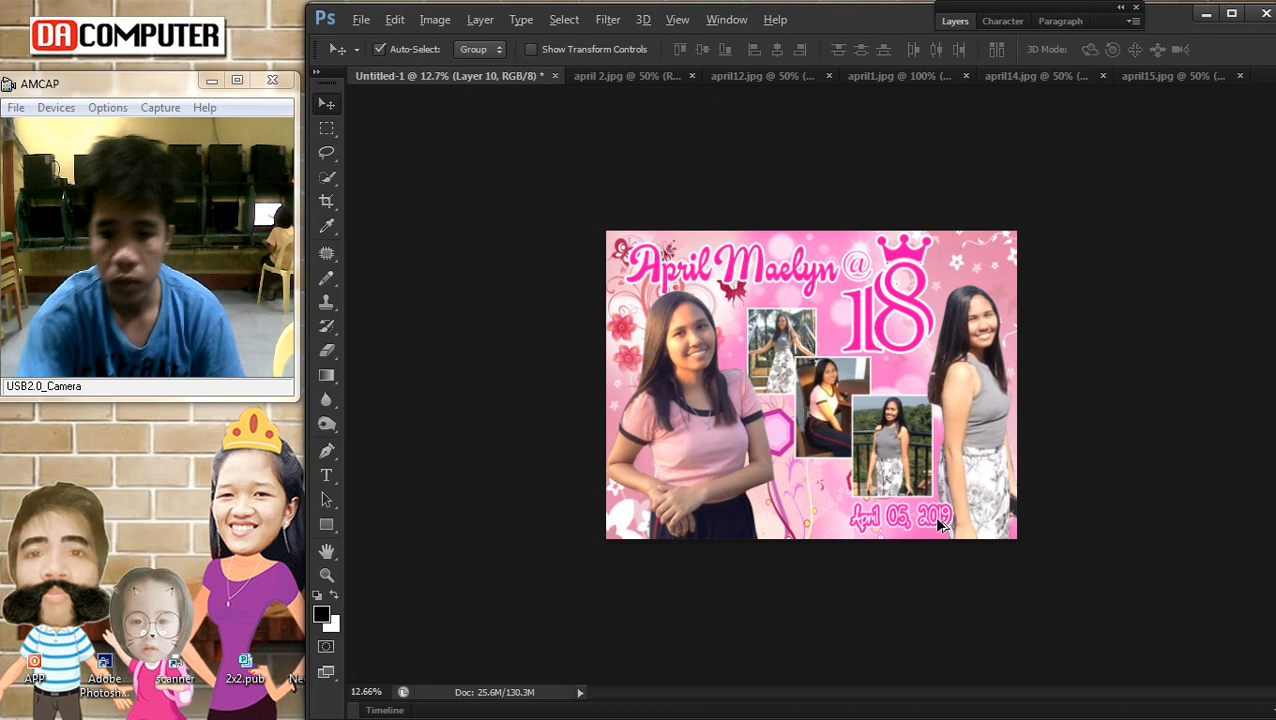 DA COMPUTER
AMCAP
File Devices Options Capture Help
USB2.0_Camera
APP
Adobe
Photosh...
scanner
2x2.pub
Ps File Edit Image Layer Type Select Filter 3D View Window Help
Layers Character Paragraph
Auto-Select: Group Show Transform Controls 3D Mode:
Untitled-1 @ 12.7% (Layer 10, RGB/8) * × april 2.jpg @ 50% (R... × april12.jpg @ 50% (... × april1.jpg @ 100% (... × april14.jpg @ 50% (... × april15.jpg @ 50% (... ×
April Maelyn @ 18
April 05, 2019
12.66% Doc: 25.6M/130.3M
Timeline